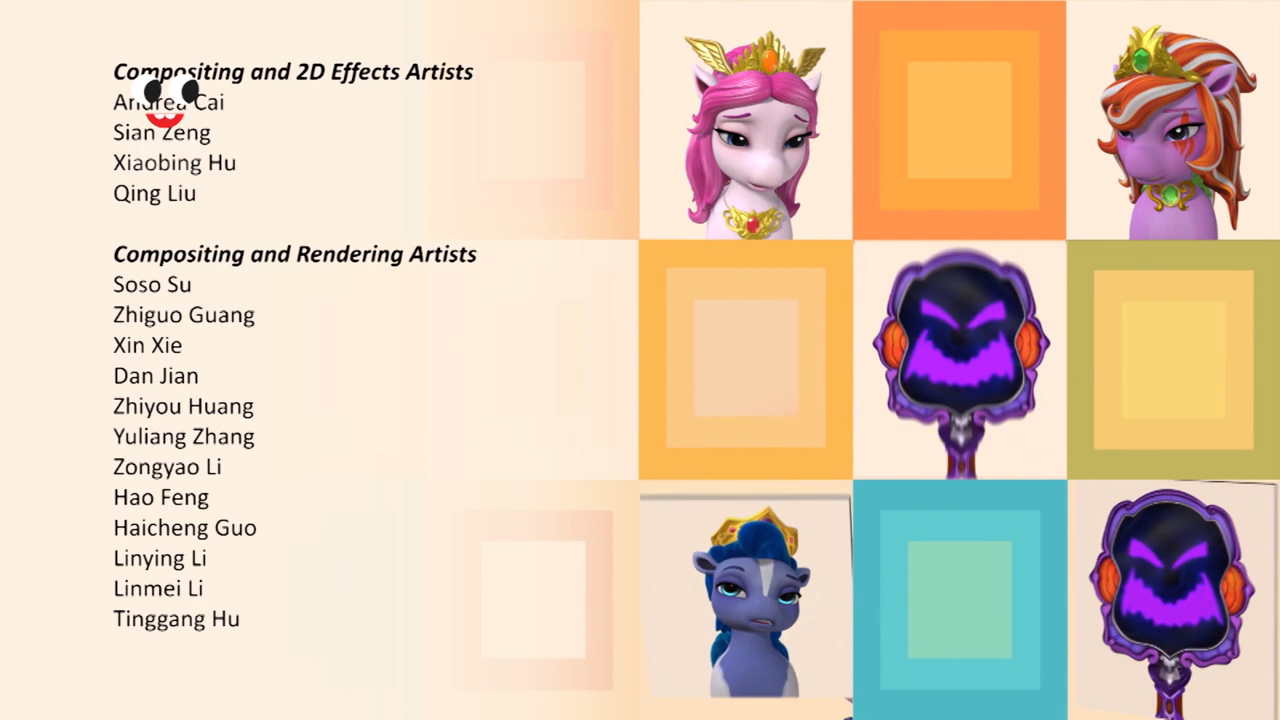 Compositing and 2D Effects Artists
Andrea Cai
Sian Zeng
Xiaobing Hu
Qing Liu
Compositing and Rendering Artists
Soso Su
Zhiguo Guang
Xin Xie
Dan Jian
Zhiyou Huang
Yuliang Zhang
Zongyao Li
Hao Feng
Haicheng Guo
Linying Li
Linmei Li
Tinggang Hu